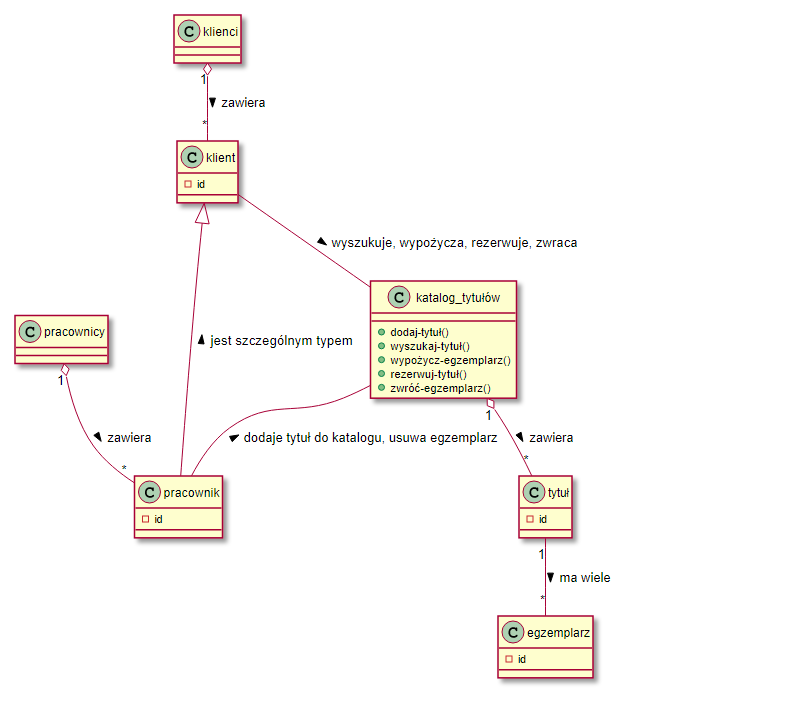 C klienci
1
zawiera
*
C klient
id
wyszukuje, wypożycza, rezerwuje, zwraca
C katalog_tytułów
dodaj-tytuł()
wyszukaj-tytuł()
wypożycz-egzemplarz()
rezerwuj-tytuł()
zwróć-egzemplarz()
C pracownicy
jest szczególnym typem
1
zawiera
*
dodaje tytuł do katalogu, usuwa egzemplarz
1
zawiera
*
C pracownik
id
C tytuł
id
1
ma wiele
*
C egzemplarz
id